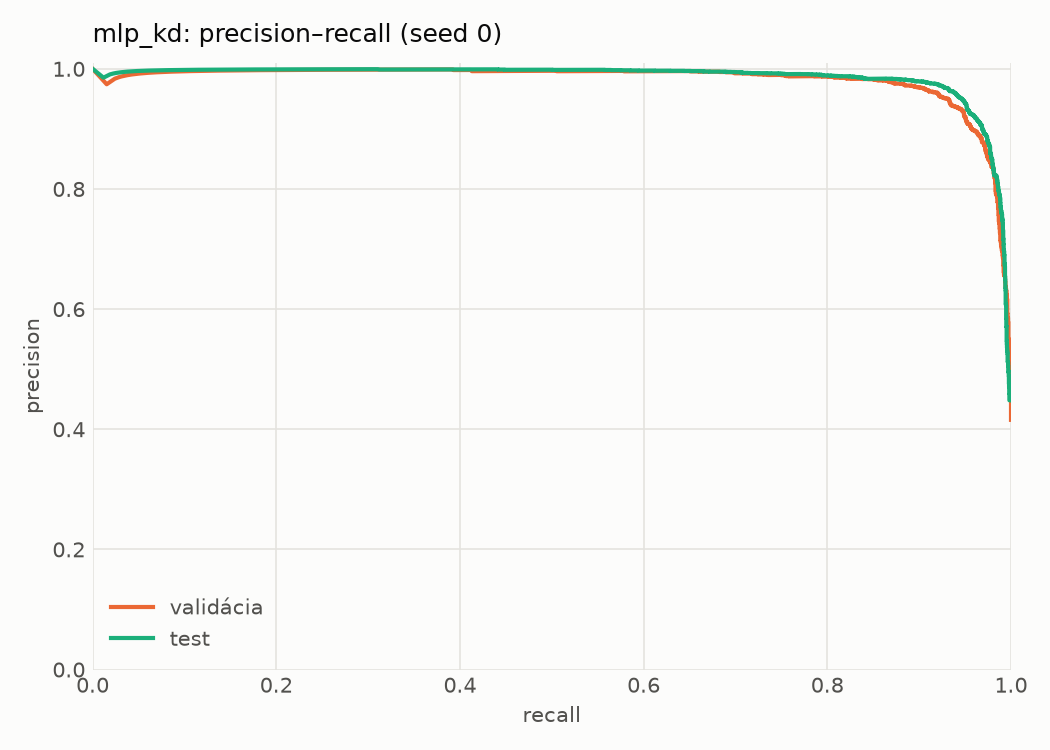 mlp_kd: precision–recall (seed 0)
1.0
0.8
0.6
0.4
0.2
0.0
precision
validácia
test
0.0 0.2 0.4 0.6 0.8 1.0
recall